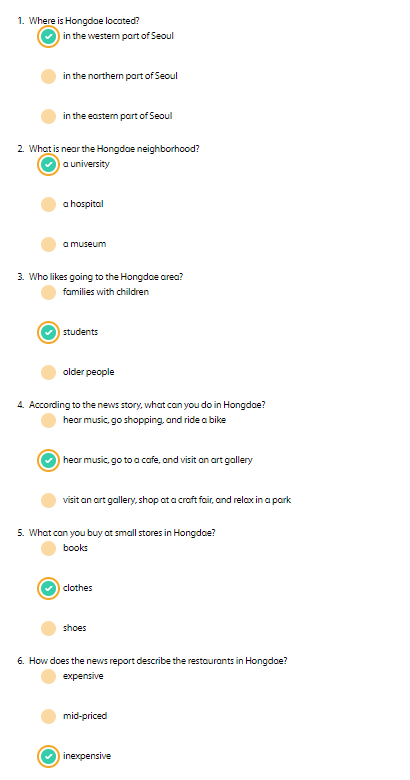 1. Where is Hongdae located?
in the western part of Seoul
in the northern part of Seoul
in the eastern part of Seoul
2. What is near the Hongdae neighborhood?
a university
a hospital
a museum
3. Who likes going to the Hongdae area?
families with children
students
older people
4. According to the news story, what can you do in Hongdae?
hear music, go shopping, and ride a bike
hear music, go to a cafe, and visit an art gallery
visit an art gallery, shop at a craft fair, and relax in a park
5. What can you buy at small stores in Hongdae?
books
clothes
shoes
6. How does the news report describe the restaurants in Hongdae?
expensive
mid-priced
inexpensive